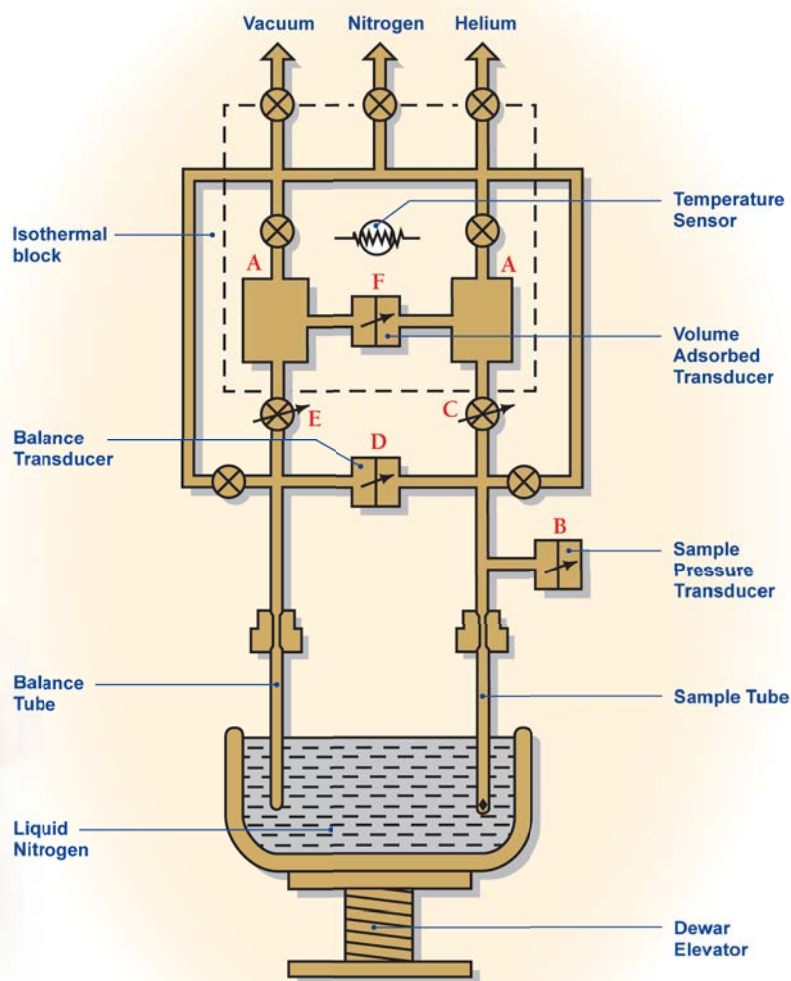 Vacuum
Nitrogen
Helium
Temperature
Sensor
Isothermal
block
A
A
F
Volume
Adsorbed
Transducer
E
C
Balance
Transducer
D
B
Sample
Pressure
Transducer
Balance
Tube
Sample Tube
Liquid
Nitrogen
Dewar
Elevator